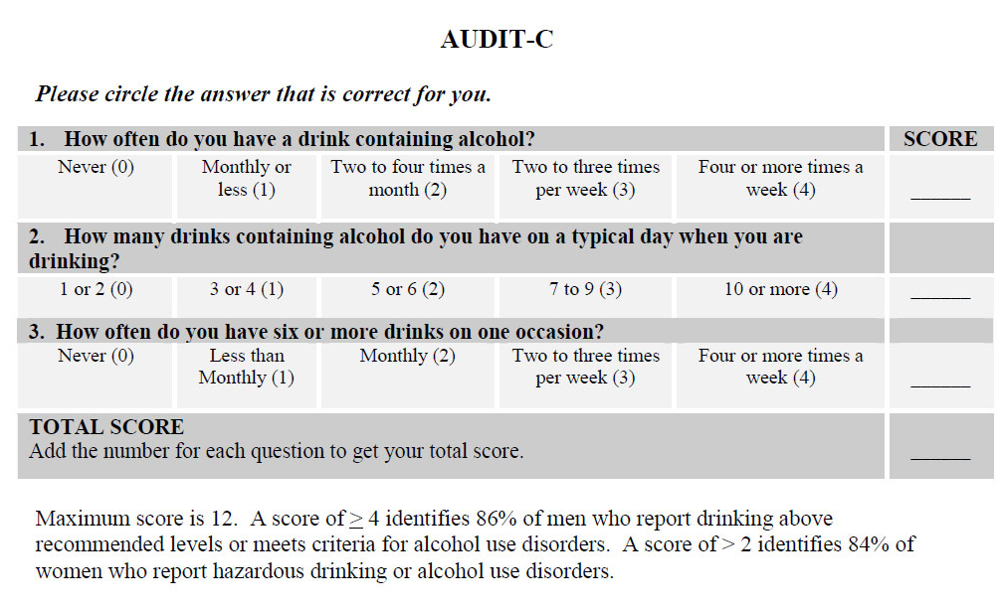 AUDIT-C
Please circle the answer that is correct for you.
1. How often do you have a drink containing alcohol? SCORE
Never (0) Monthly or less (1) Two to four times a month (2) Two to three times per week (3) Four or more times a week (4) ______
2. How many drinks containing alcohol do you have on a typical day when you are
drinking?
1 or 2 (0) 3 or 4 (1) 5 or 6 (2) 7 to 9 (3) 10 or more (4) ______
3. How often do you have six or more drinks on one occasion?
Never (0) Less than Monthly (1) Monthly (2) Two to three times per week (3) Four or more times a week (4) ______
TOTAL SCORE
Add the number for each question to get your total score. ______
Maximum score is 12. A score of ≥ 4 identifies 86% of men who report drinking above
recommended levels or meets criteria for alcohol use disorders. A score of > 2 identifies 84% of
women who report hazardous drinking or alcohol use disorders.